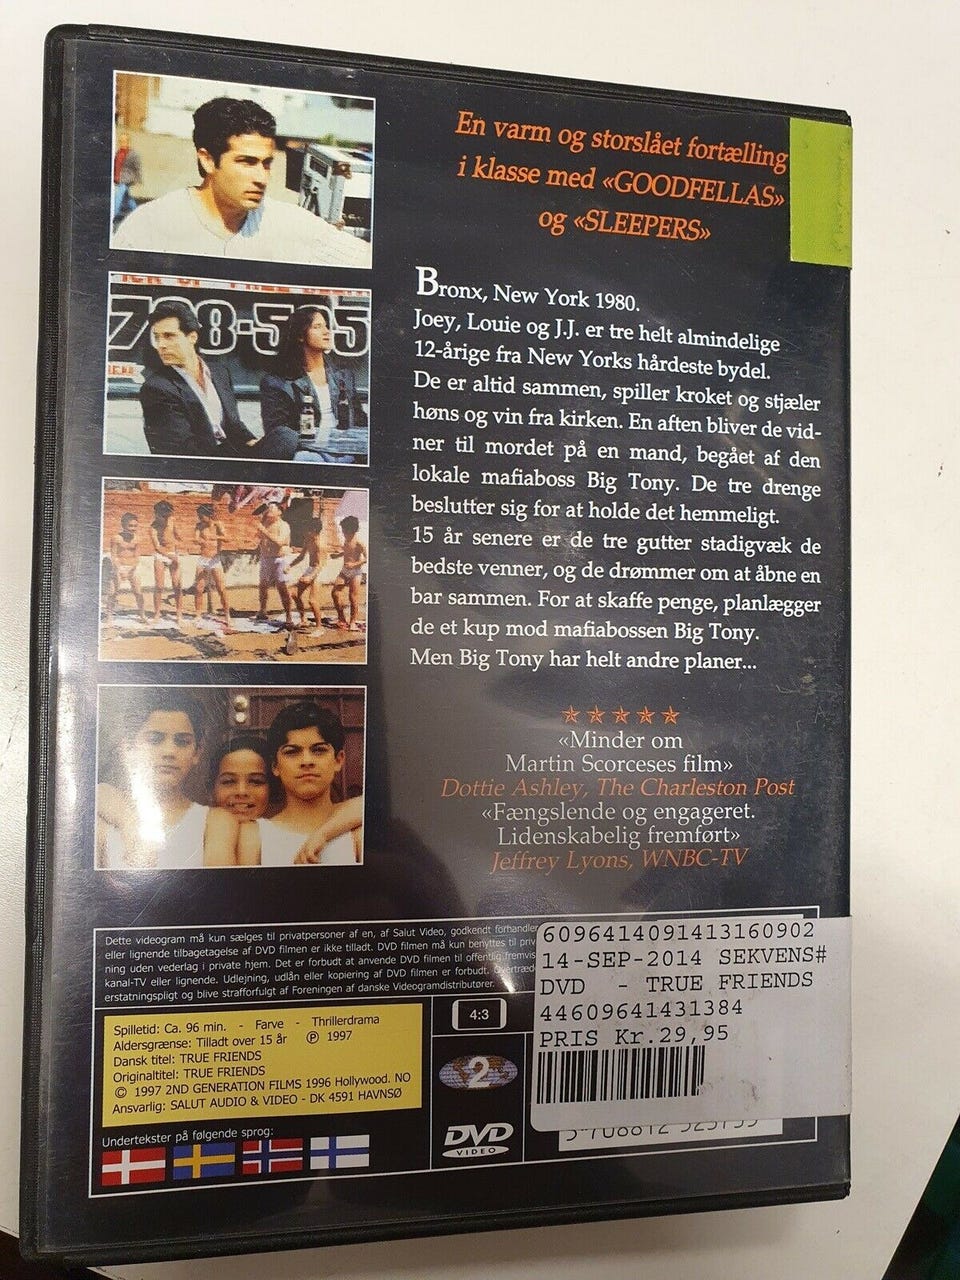 En varm og storslået fortælling
i klasse med «GOODFELLAS»
og «SLEEPERS»
Bronx, New York 1980.
Joey, Louie og J.J. er tre helt almindelige
12-årige fra New Yorks hårdeste bydel.
De er altid sammen, spiller kroket og stjæler
høns og vin fra kirken. En aften bliver de vid-
ner til mordet på en mand, begået af den
lokale mafiaboss Big Tony. De tre drenge
beslutter sig for at holde det hemmeligt.
15 år senere er de tre gutter stadigvæk de
bedste venner, og de drømmer om at åbne en
bar sammen. For at skaffe penge, planlægger
de et kup mod mafiabossen Big Tony.
Men Big Tony har helt andre planer...
«Minder om
Martin Scorceses film»
Dottie Ashley, The Charleston Post
«Fængslende og engageret.
Lidenskabelig fremført»
Jeffrey Lyons, WNBC-TV
Dette videogram må kun sælges til privatpersoner af en, af Salut Video, godkendt forhandler
eller lignende tilbagetagelse af DVD filmen er ikke tilladt. DVD filmen må kun benyttes til priv
ning uden vederlag i private hjem. Det er forbudt at anvende DVD filmen til offentlig fremvis
kanal-TV eller lignende. Udlejning, udlån eller kopiering af DVD filmen er forbudt. Overtræd
erstatningspligt og blive strafforfulgt af Foreningen af danske Videogramdistributører.
Spilletid: Ca. 96 min. - Farve - Thrillerdrama
Aldersgrænse: Tilladt over 15 år ℗ 1997
Dansk titel: TRUE FRIENDS
Originaltitel: TRUE FRIENDS
© 1997 2ND GENERATION FILMS 1996 Hollywood. NO
Ansvarlig: SALUT AUDIO & VIDEO - DK 4591 HAVNSØ
Undertekster på følgende sprog:
4:3
2
DVD
VIDEO
6096414091413160902
14-SEP-2014 SEKVENS#
DVD - TRUE FRIENDS
44609641431384
PRIS Kr.29,95